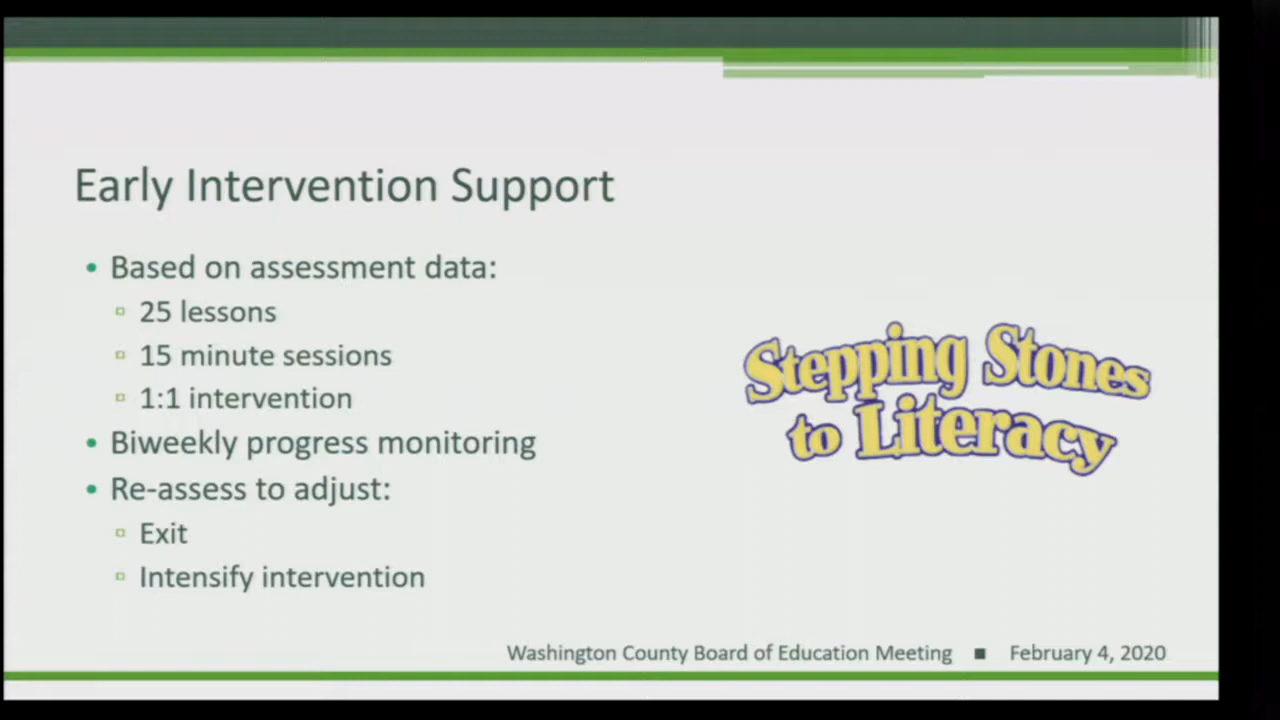 Early Intervention Support
• Based on assessment data:
▫ 25 lessons
▫ 15 minute sessions
▫ 1:1 intervention
• Biweekly progress monitoring
• Re-assess to adjust:
▫ Exit
▫ Intensify intervention
Stepping Stones
to Literacy
Washington County Board of Education Meeting ■ February 4, 2020